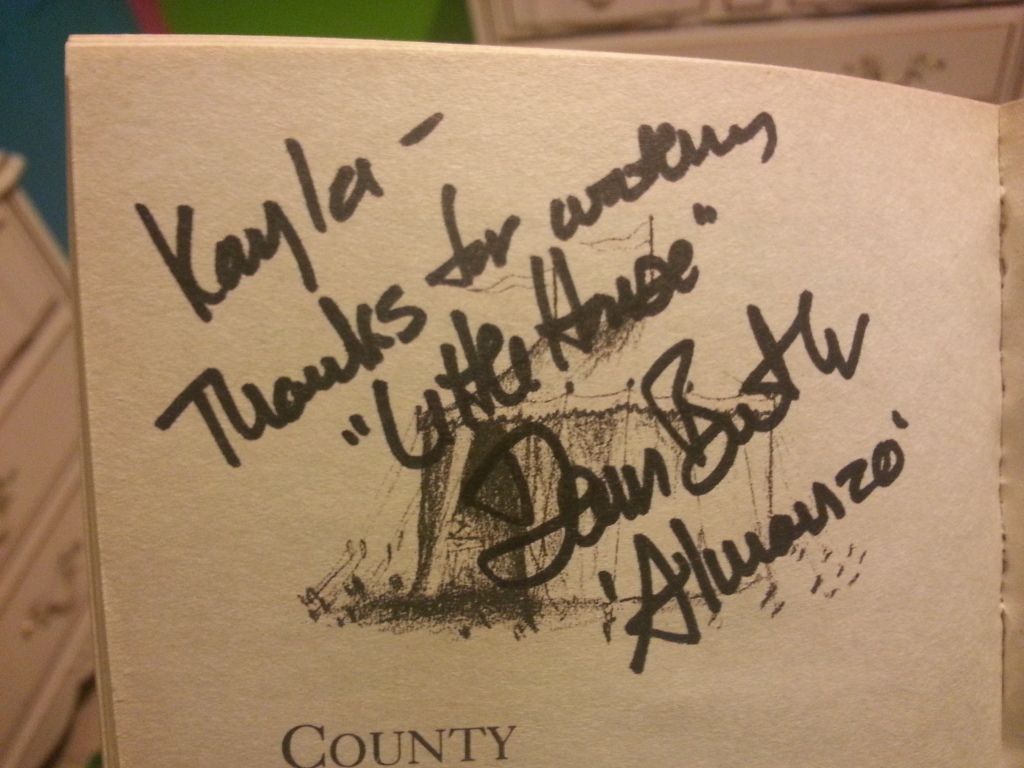 Kayla -
Thanks for watching
"Little House"
Dean Butler
'Almanzo'
COUNTY